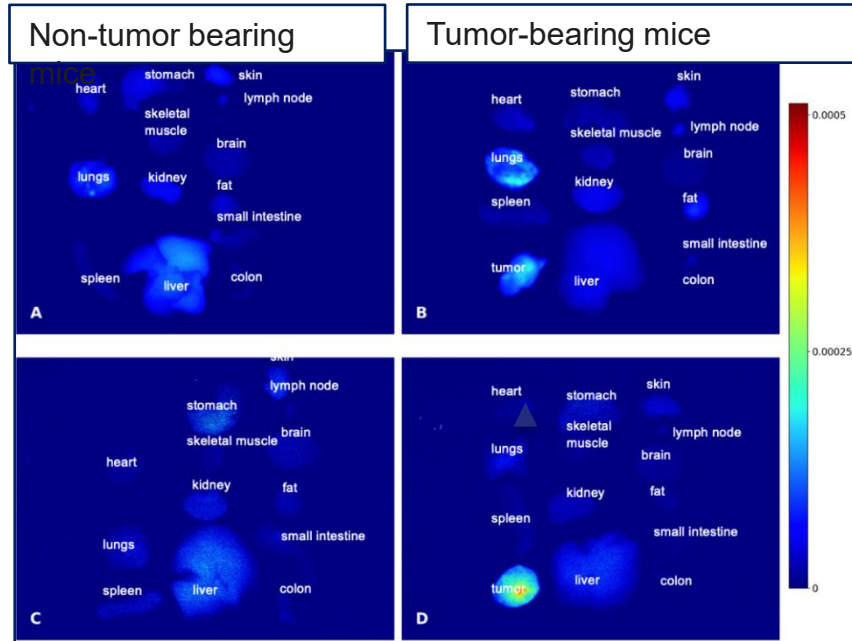 Non-tumor bearing
mice
Tumor-bearing mice
heart
stomach
skin
lymph node
skeletal
muscle
brain
lungs
kidney
fat
small intestine
spleen
liver
colon
A
skin
heart
stomach
lymph node
skeletal muscle
lungs
brain
kidney
spleen
fat
small intestine
tumor
liver
colon
B
skin
lymph node
stomach
brain
skeletal muscle
heart
kidney
fat
lungs
small intestine
spleen
liver
colon
C
heart
stomach
skin
skeletal
muscle
lymph node
lungs
brain
kidney
fat
spleen
small intestine
tumor
liver
colon
D
0.0005
0.00025
0